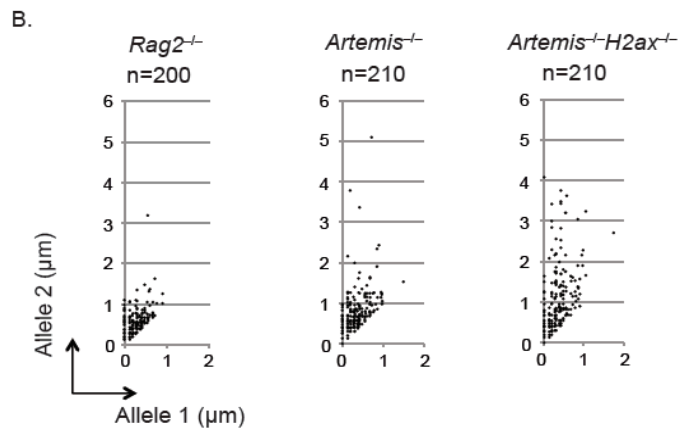 B.
Rag2–/– Artemis–/– Artemis–/–H2ax–/–
n=200 n=210 n=210
6 6 6
5 5 5
4 4 4
3 3 3
2 2 2
1 1 1
0 0 0
0 1 2 0 1 2 0 1 2
Allele 2 (μm)
Allele 1 (μm)